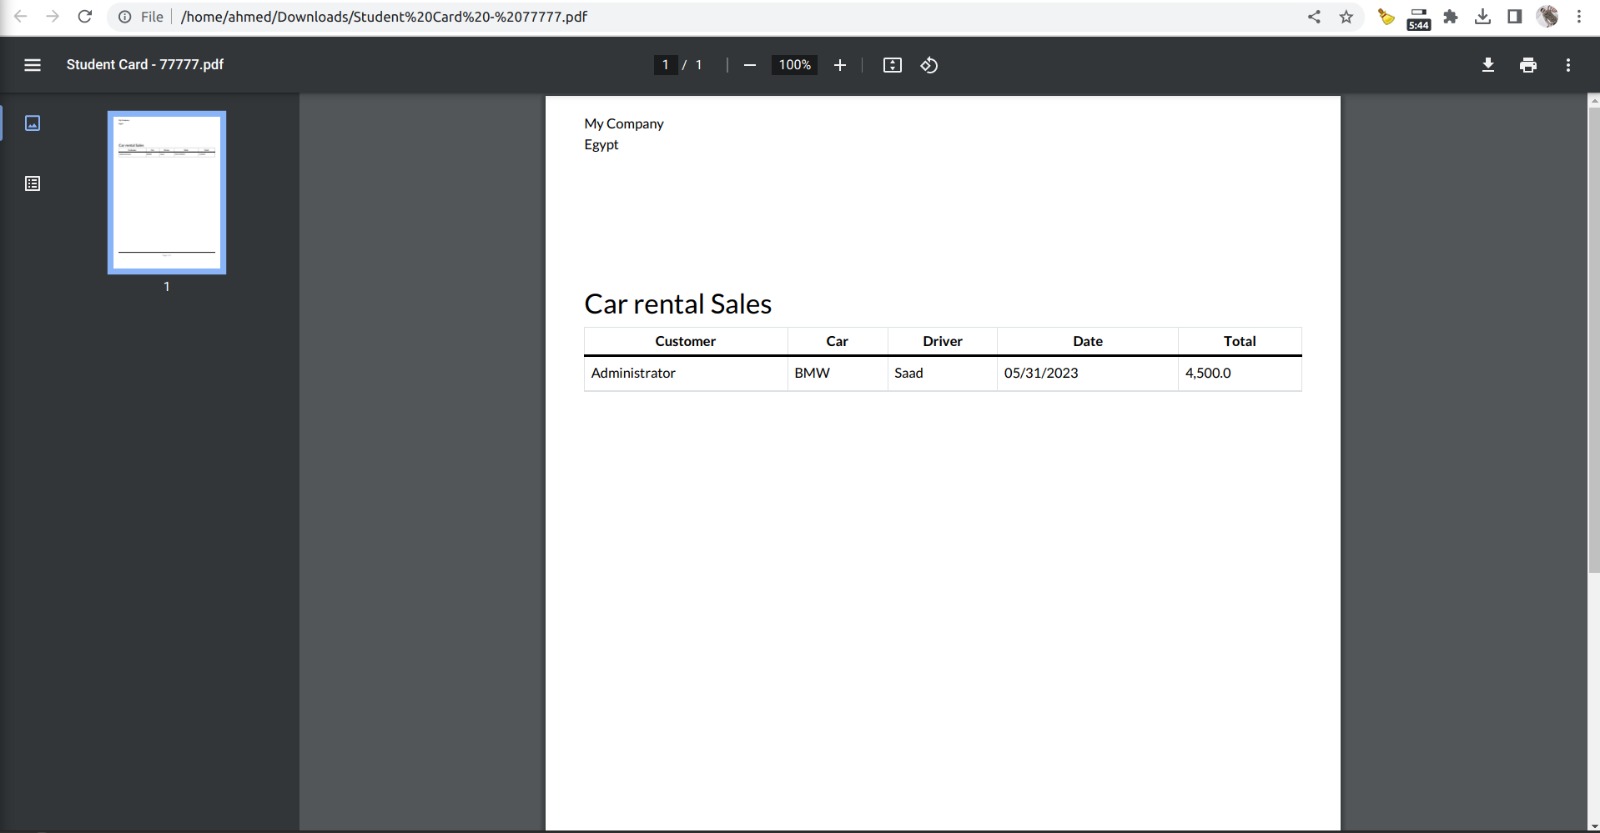 File /home/ahmed/Downloads/Student%20Card%20-%2077777.pdf
5:44
Student Card - 77777.pdf
1 / 1
100%
1
My Company
Egypt
Car rental Sales
Customer Car Driver Date Total
Administrator BMW Saad 05/31/2023 4,500.0